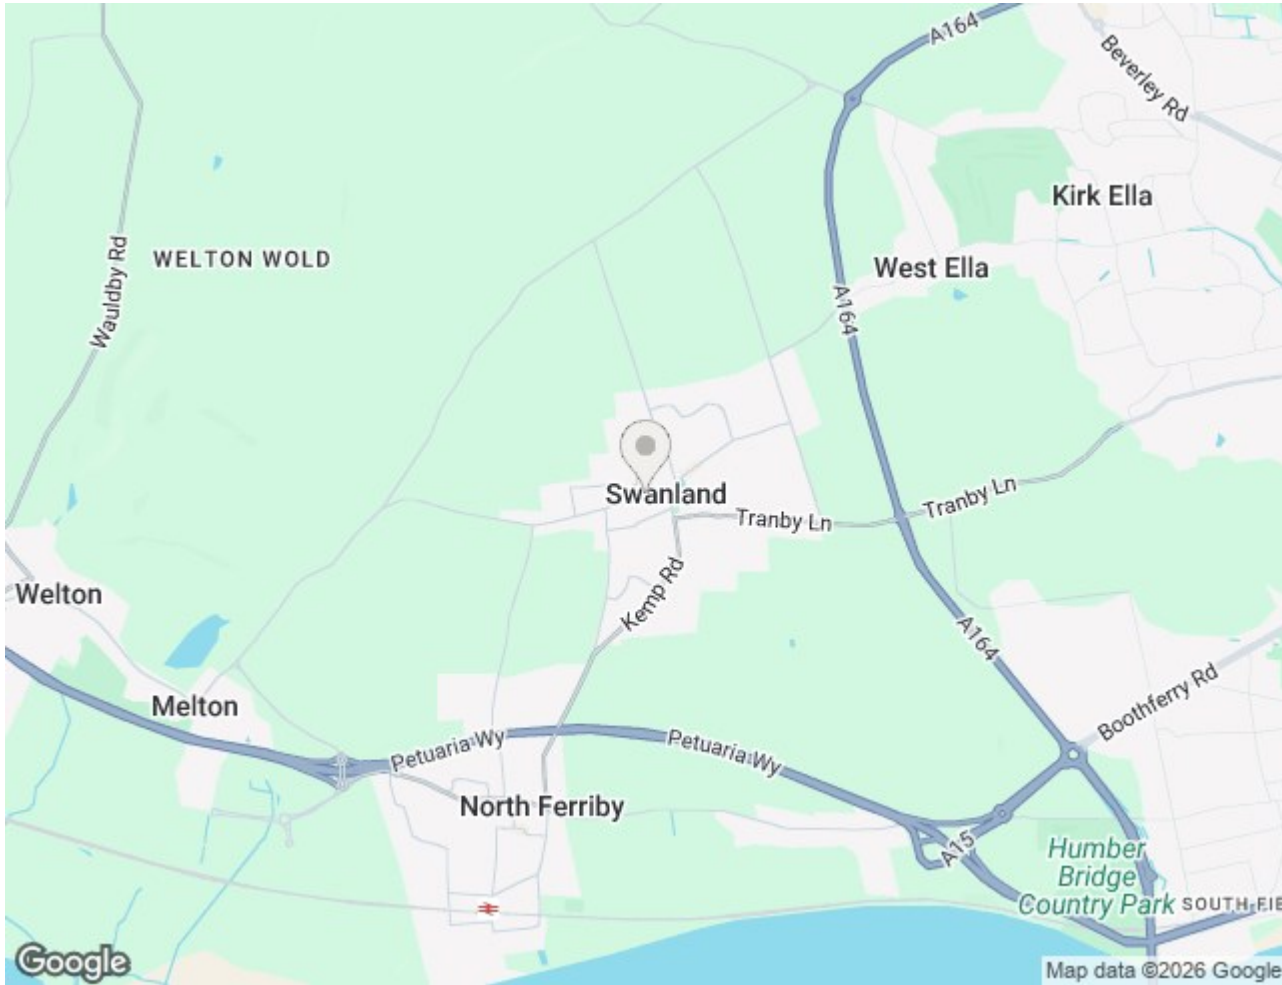 A164
Beverley Rd
Kirk Ella
WELTON WOLD
West Ella
Wauldby Rd
A164
Swanland
Tranby Ln
Tranby Ln
Welton
Kemp Rd
A164
Boothferry Rd
Melton
Petuaria Wy
Petuaria Wy
North Ferriby
A15
Humber
Bridge
Country Park
SOUTH FIE
Google
Map data ©2026 Google